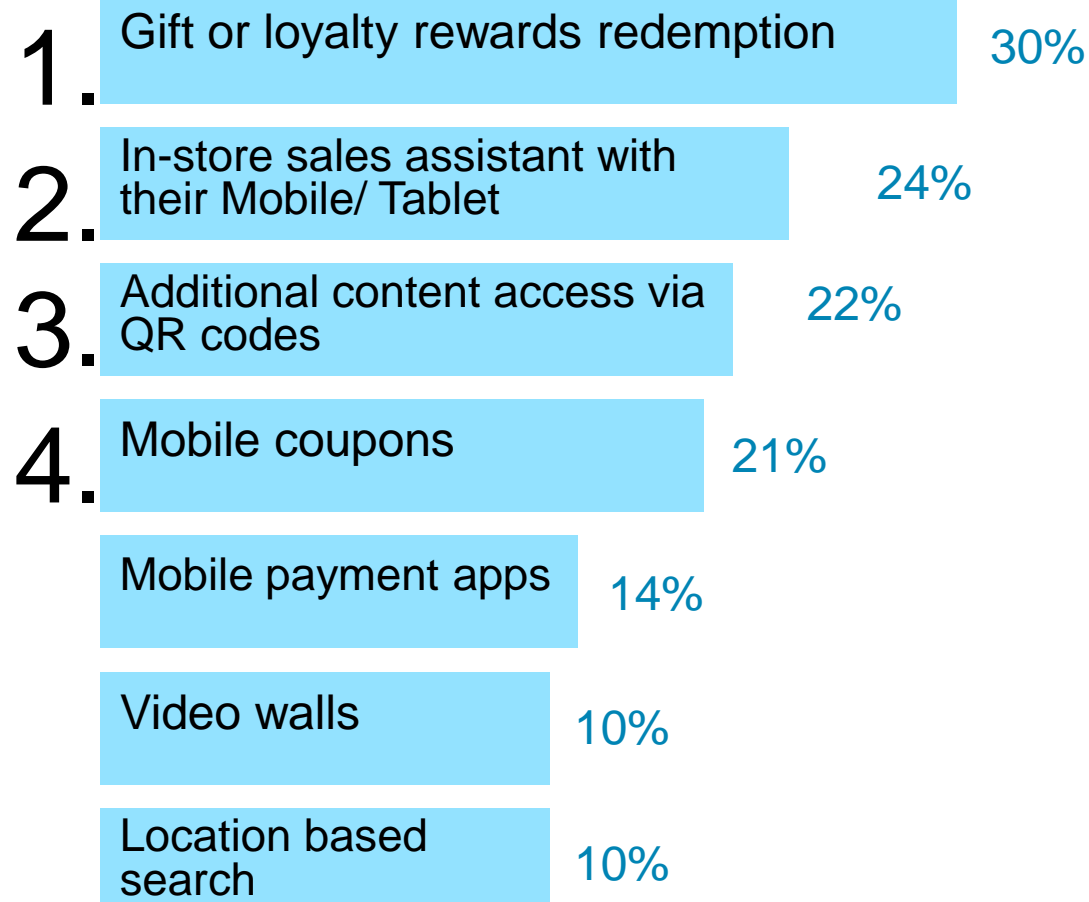 1.
Gift or loyalty rewards redemption
30%
2.
In-store sales assistant with
their Mobile/ Tablet
24%
3.
Additional content access via
QR codes
22%
4.
Mobile coupons
21%
Mobile payment apps
14%
Video walls
10%
Location based
search
10%